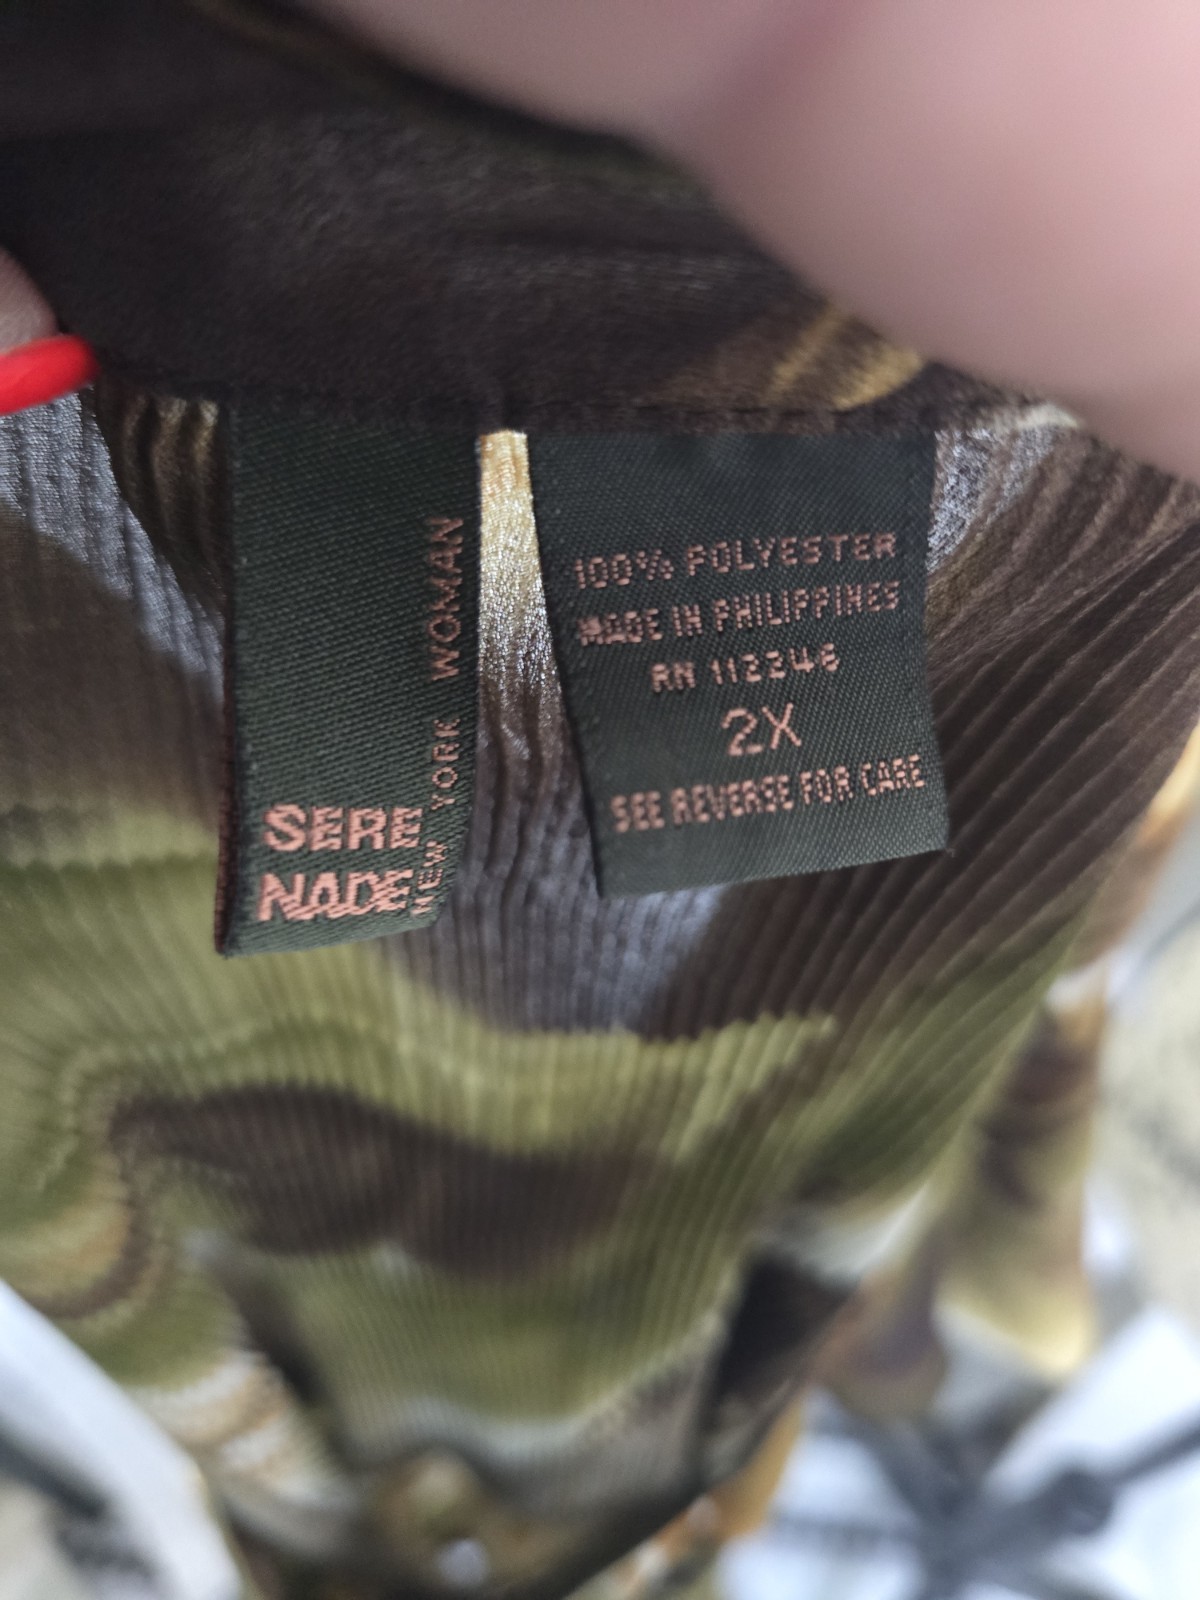 SERE
NADE
NEW YORK WOMAN
100% POLYESTER
MADE IN PHILIPPINES
RN 112246
2X
SEE REVERSE FOR CARE